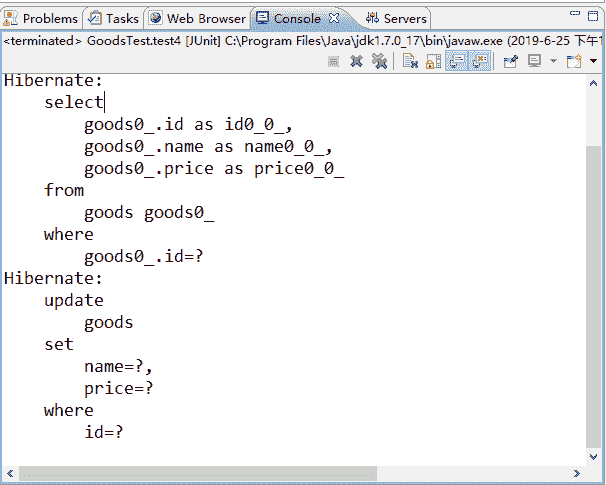 Problems Tasks Web Browser Console Servers
<terminated> GoodsTest.test4 [JUnit] C:\Program Files\Java\jdk1.7.0_17\bin\javaw.exe (2019-6-25 下午1
Hibernate:
    select
        goods0_.id as id0_0_,
        goods0_.name as name0_0_,
        goods0_.price as price0_0_
    from
        goods goods0_
    where
        goods0_.id=?
Hibernate:
    update
        goods
    set
        name=?,
        price=?
    where
        id=?